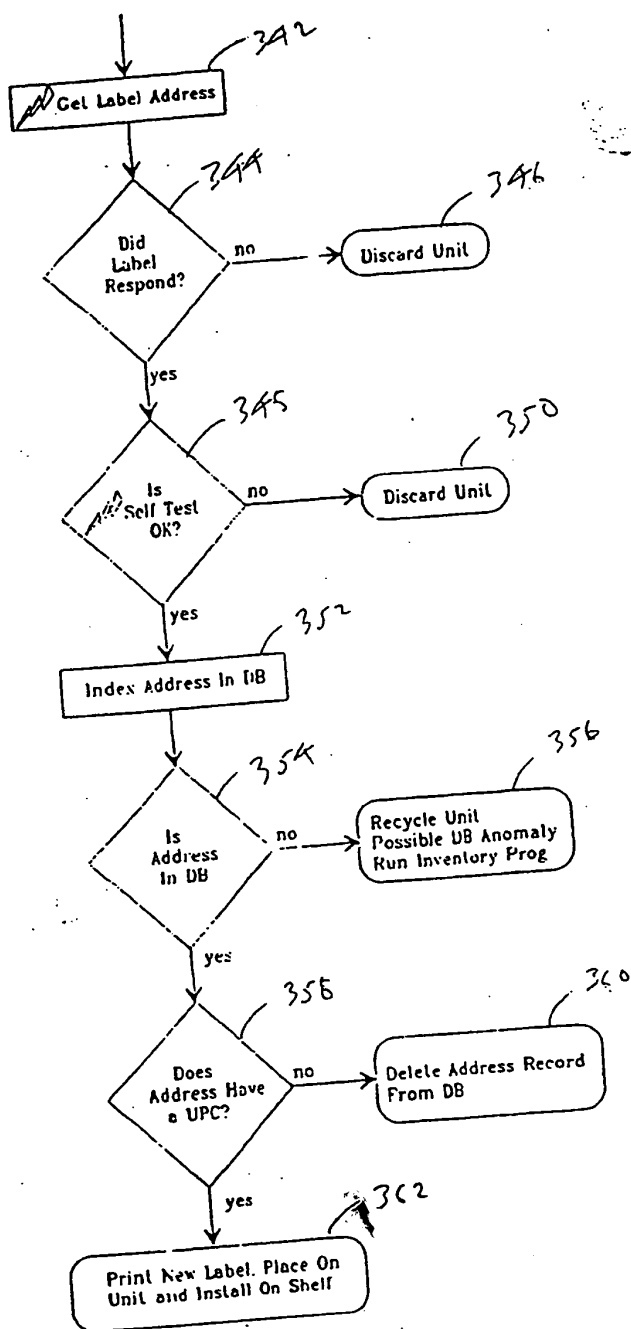 342
Get Label Address
344
346
Did
Label
Respond?
no
Discard Unit
yes
345
350
Is
Self Test
OK?
no
Discard Unit
yes
352
Index Address In DB
354
356
Is
Address
In DB
no
Recycle Unit
Possible DB Anomaly
Run Inventory Prog
yes
358
360
Does
Address Have
a UPC?
no
Delete Address Record
From DB
yes
362
Print New Label, Place On
Unit and Install On Shelf